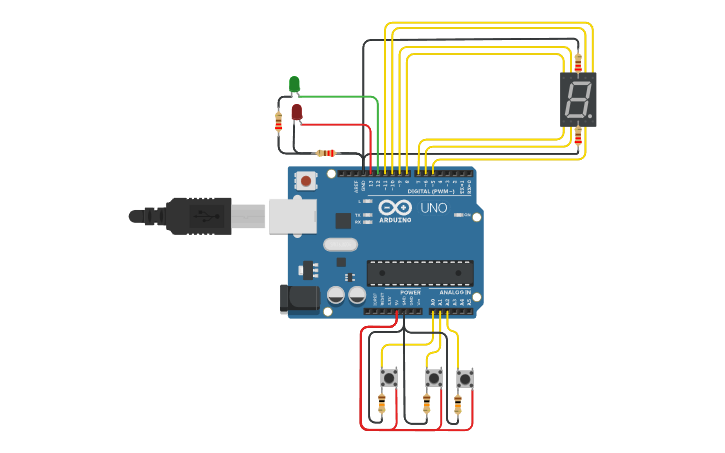 AREF
GND
13
12
~11
~10
~9
8
7
~6
~5
4
~3
2
TX→1
RX←0
DIGITAL (PWM~)
L
TX
RX
UNO
ON
ARDUINO
POWER
ANALOG IN
IOREF
RESET
3.3V
5V
GND
GND
Vin
A0
A1
A2
A3
A4
A5